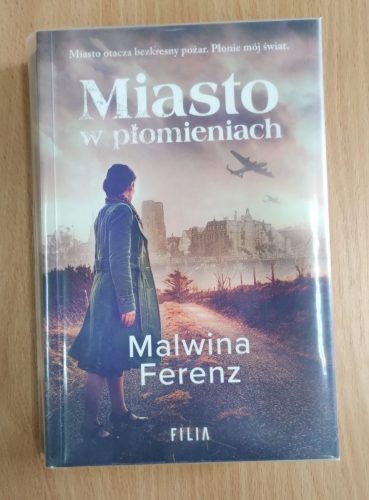 Miasto otacza bezkresny pożar. Płonie mój świat.
Miasto
w płomieniach
Malwina
Ferenz
FILIA